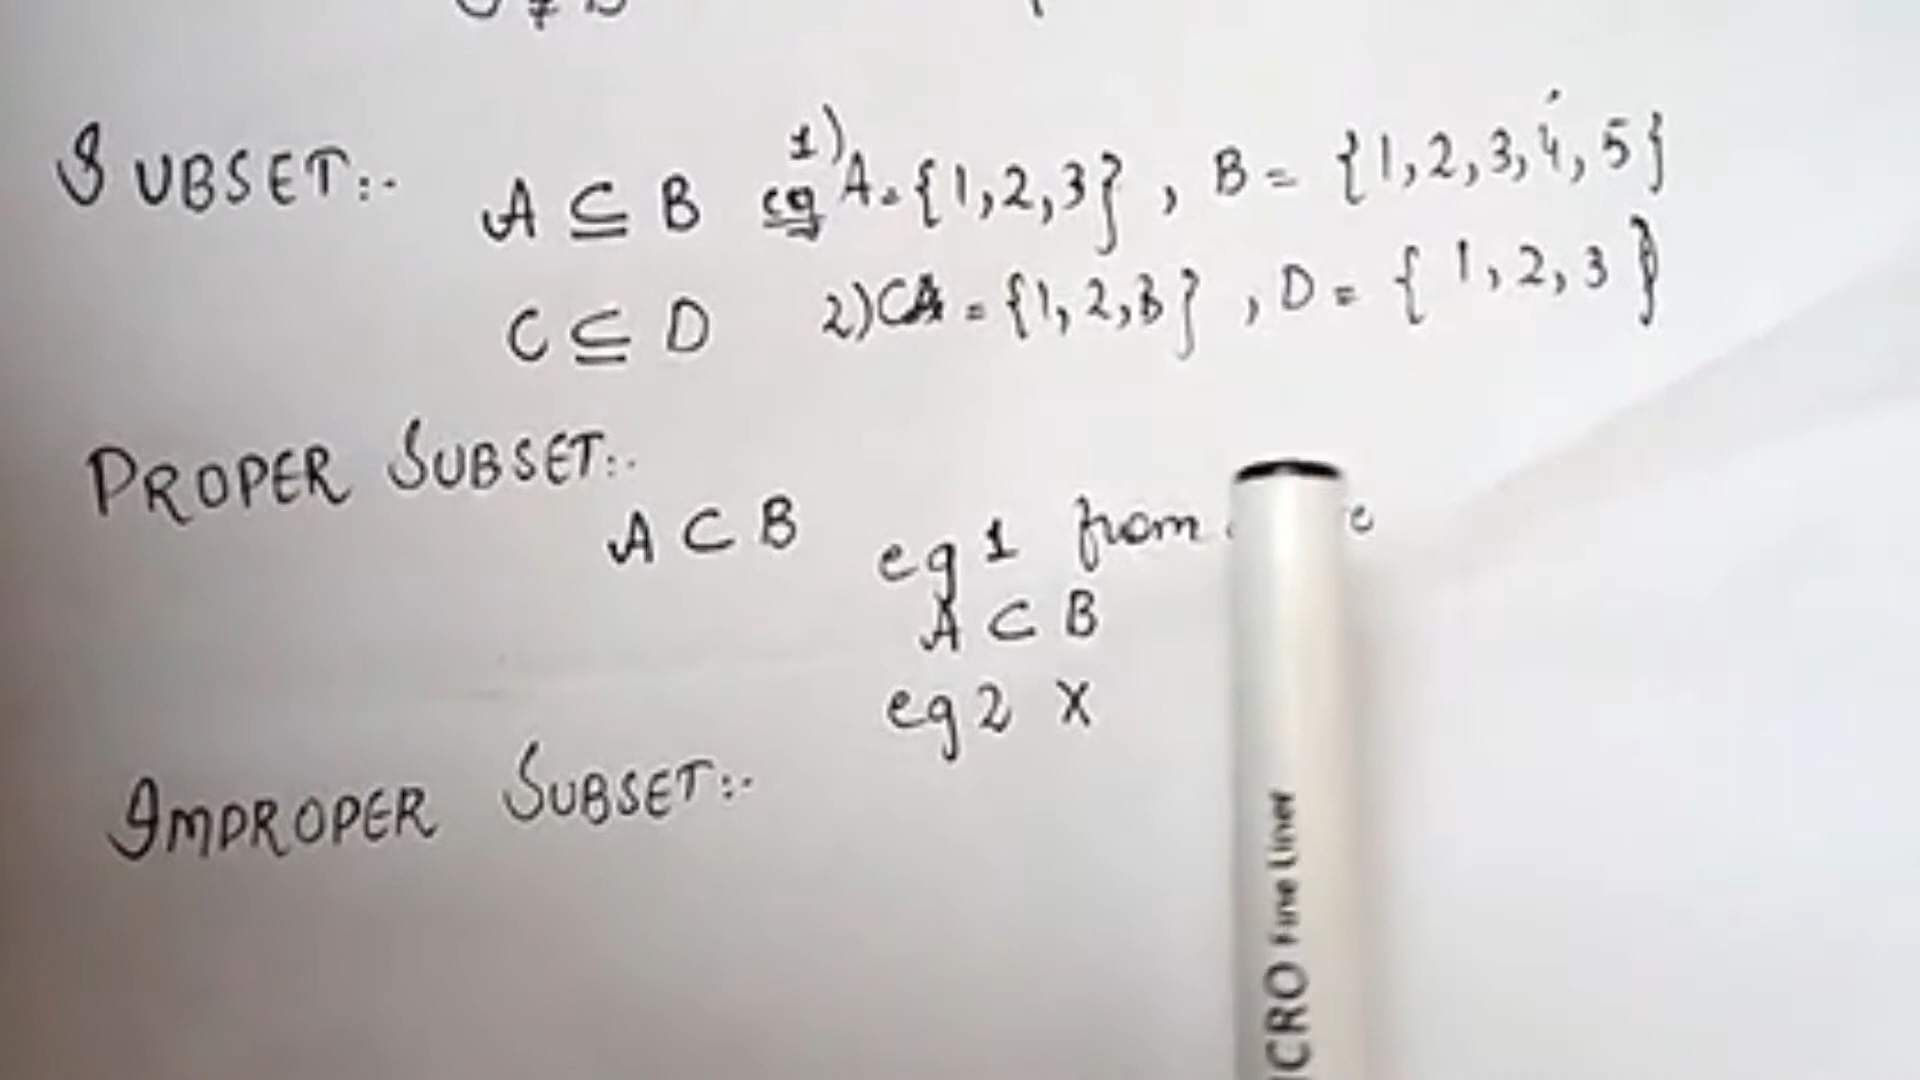 SUBSET:- A ⊆ B eg 1) A = {1,2,3} , B = {1,2,3,4,5}
C ⊆ D 2) C = {1,2,3} , D = {1,2,3}
PROPER SUBSET:-
A ⊂ B eg 1 from
A ⊂ B
eg 2 X
IMPROPER SUBSET:-
CRO Fine Liner